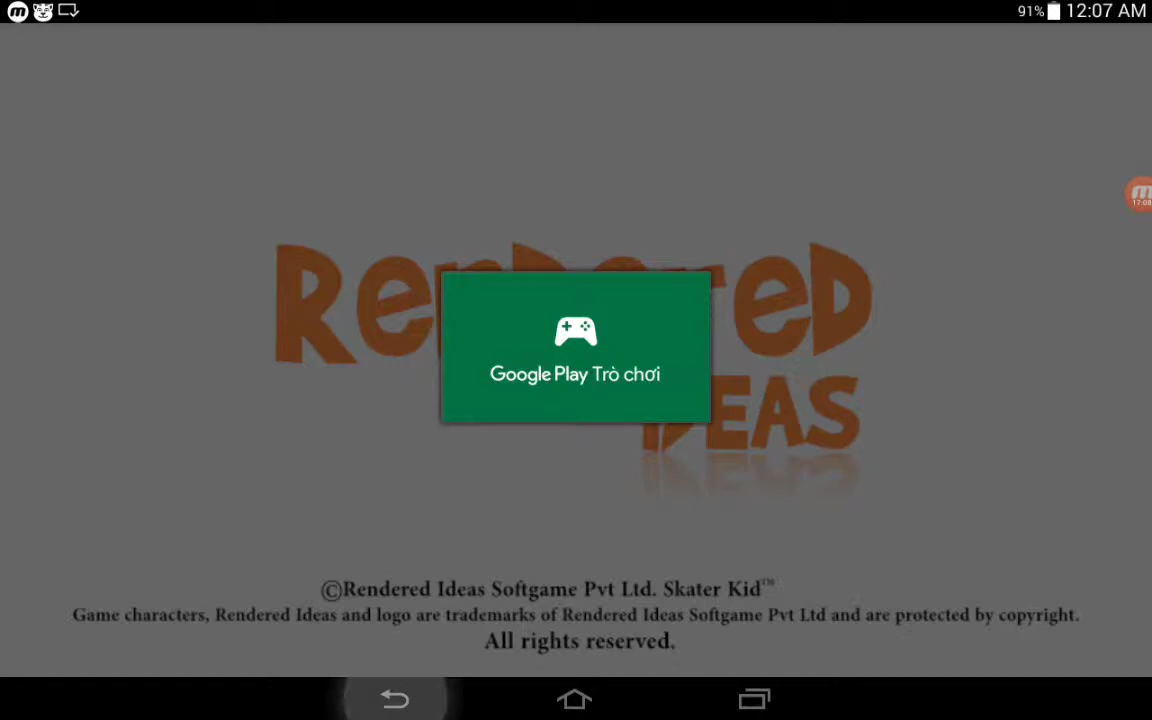 91% 12:07 AM
17:08
Rendered
IDEAS
Google Play Trò chơi
©Rendered Ideas Softgame Pvt Ltd. Skater Kid™
Game characters, Rendered Ideas and logo are trademarks of Rendered Ideas Softgame Pvt Ltd and are protected by copyright.
All rights reserved.